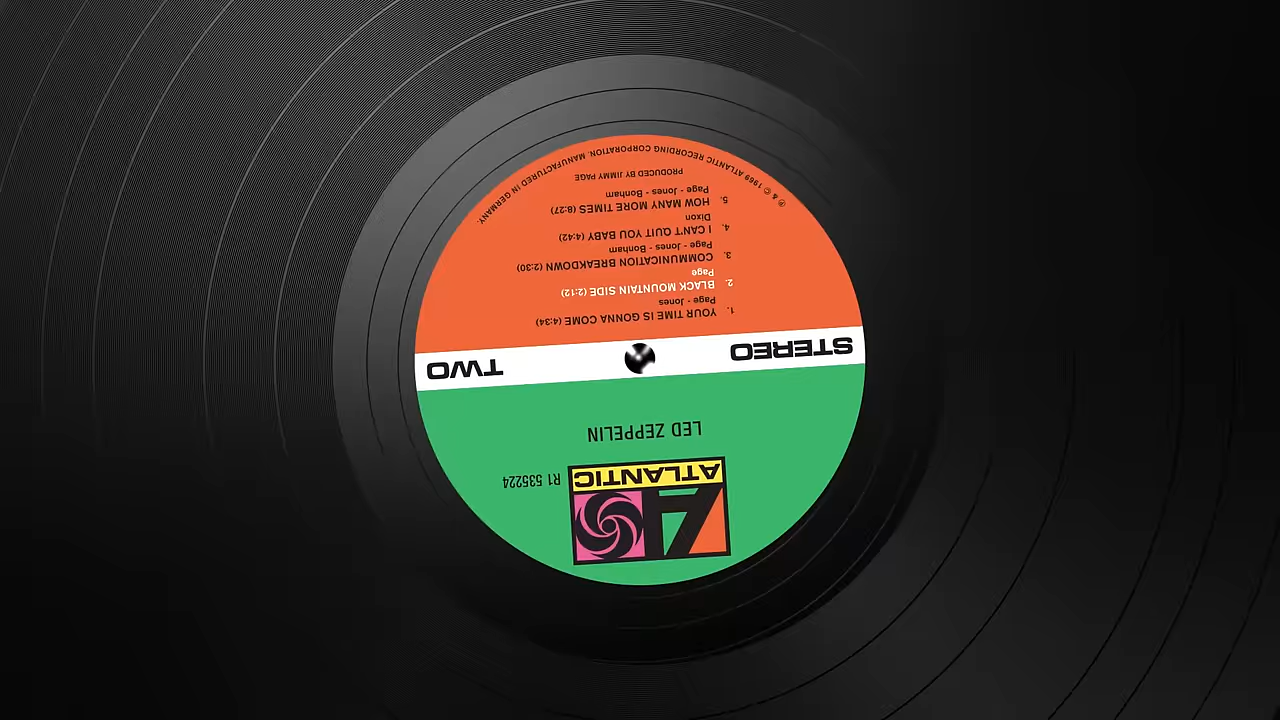 ATLANTIC
R1 535224
LED ZEPPELIN
STEREO
TWO
1. YOUR TIME IS GONNA COME (4:34)
Page - Jones
2. BLACK MOUNTAIN SIDE (2:12)
Page
3. COMMUNICATION BREAKDOWN (2:30)
Page - Jones - Bonham
4. I CAN'T QUIT YOU BABY (4:42)
Dixon
5. HOW MANY MORE TIMES (8:27)
Page - Jones - Bonham
PRODUCED BY JIMMY PAGE
℗ & © 1969 ATLANTIC RECORDING CORPORATION. MANUFACTURED IN GERMANY.